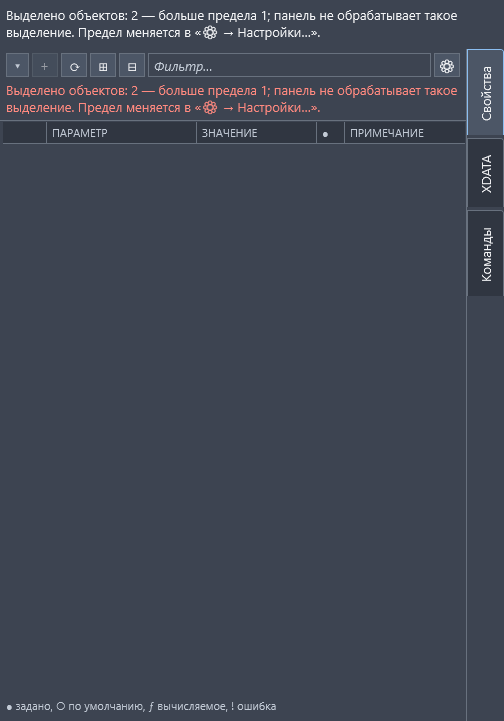 Выделено объектов: 2 — больше предела 1; панель не обрабатывает такое
выделение. Предел меняется в «⚙ → Настройки...».
▾ + ⟳ ⊞ ⊟ Фильтр... ⚙
Выделено объектов: 2 — больше предела 1; панель не обрабатывает такое
выделение. Предел меняется в «⚙ → Настройки...».
ПАРАМЕТР ЗНАЧЕНИЕ ● ПРИМЕЧАНИЕ
Свойства
XDATA
Команды
● задано, ○ по умолчанию, ƒ вычисляемое, ! ошибка